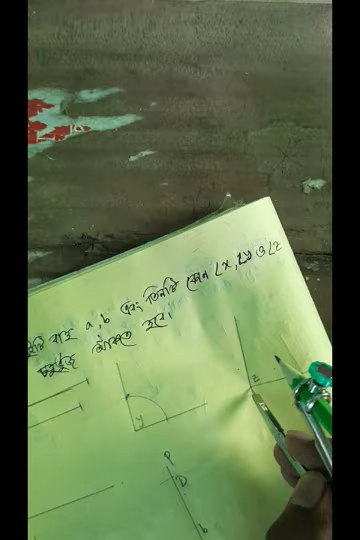 বাহু a, b এবং তিনটি কোন ∠x, ∠y ও ∠z
চতুর্ভুজ আঁকতে হবে।
y
z
P
D
b